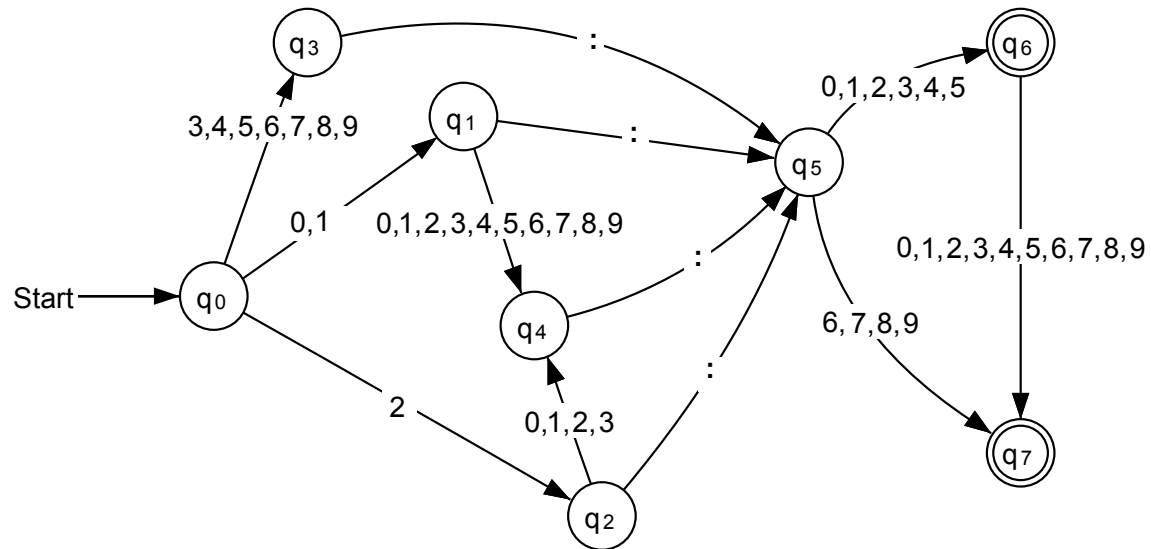 q3
:
q6
0,1,2,3,4,5
3,4,5,6,7,8,9
q1
:
q5
0,1
0,1,2,3,4,5,6,7,8,9
0,1,2,3,4,5,6,7,8,9
:
Start
q0
q4
6,7,8,9
:
2
0,1,2,3
q7
q2